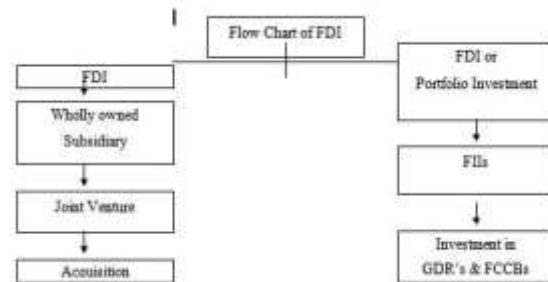 Flow Chart of FDI
FDI
Wholly owned
Subsidiary
Joint Venture
Acquisition
FDI or
Portfolio Investment
FIIs
Investment in
GDR's & FCCBs